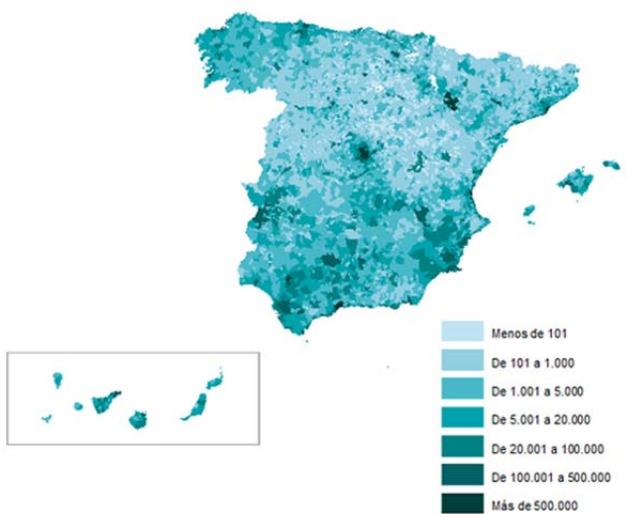 Menos de 101
De 101 a 1.000
De 1.001 a 5.000
De 5.001 a 20.000
De 20.001 a 100.000
De 100.001 a 500.000
Más de 500.000